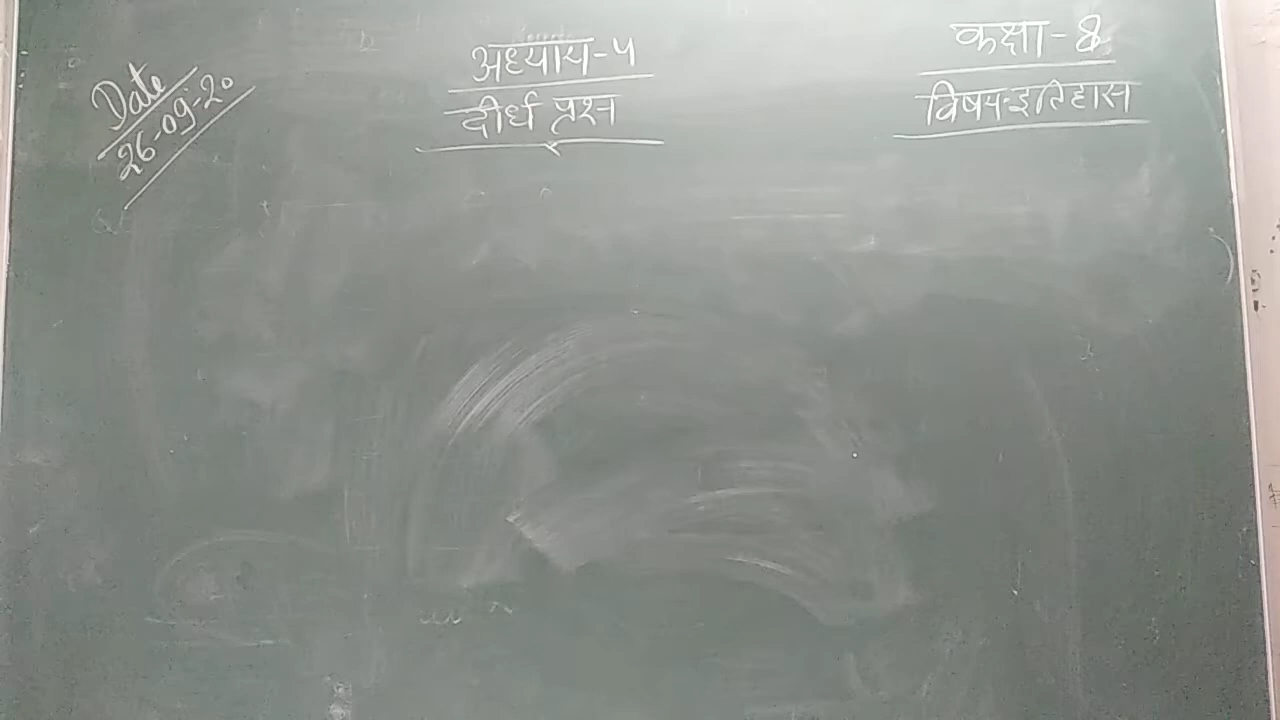 Date
26-09-20
अध्याय-५
दीर्घ प्रश्न
कक्षा-8
विषय-इतिहास